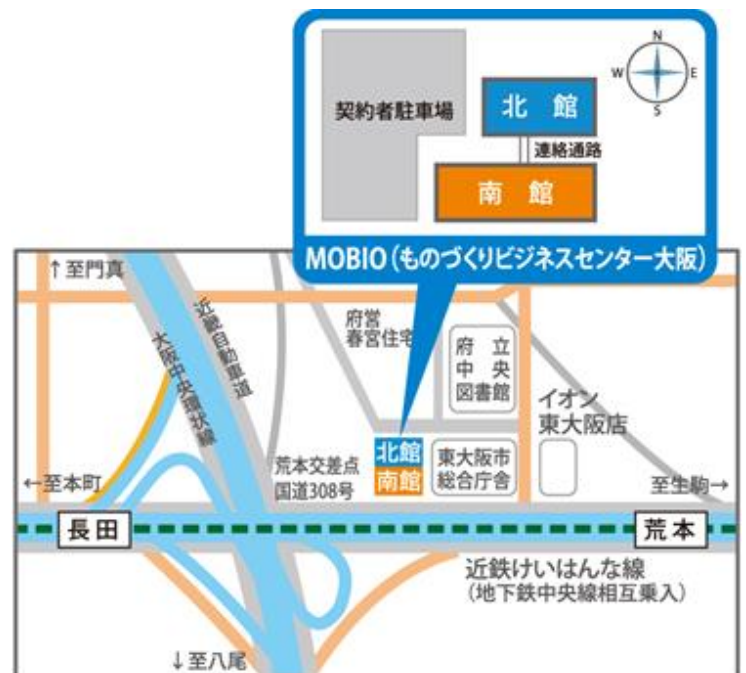 N
W
E
S
契約者駐車場
北 館
連絡通路
南 館
MOBIO(ものづくりビジネスセンター大阪)
↑至門真
近畿自動車道
大阪中央環状線
府営
春宮住宅
府 立
中 央
図書館
イオン
東大阪店
北館
南館
東大阪市
総合庁舎
荒本交差点
国道308号
←至本町
至生駒→
長田
荒本
近鉄けいはんな線
(地下鉄中央線相互乗入)
↓至八尾